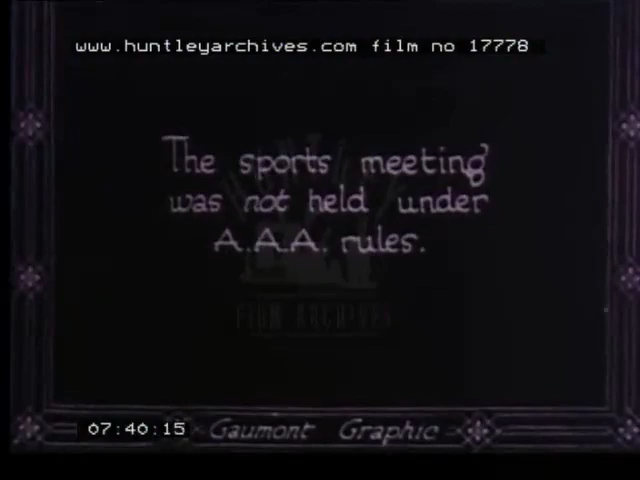 www.huntleyarchives.com film no 17778
The sports meeting
was not held under
A.A.A. rules.
FILM ARCHIVES
07:40:15
Gaumont Graphic